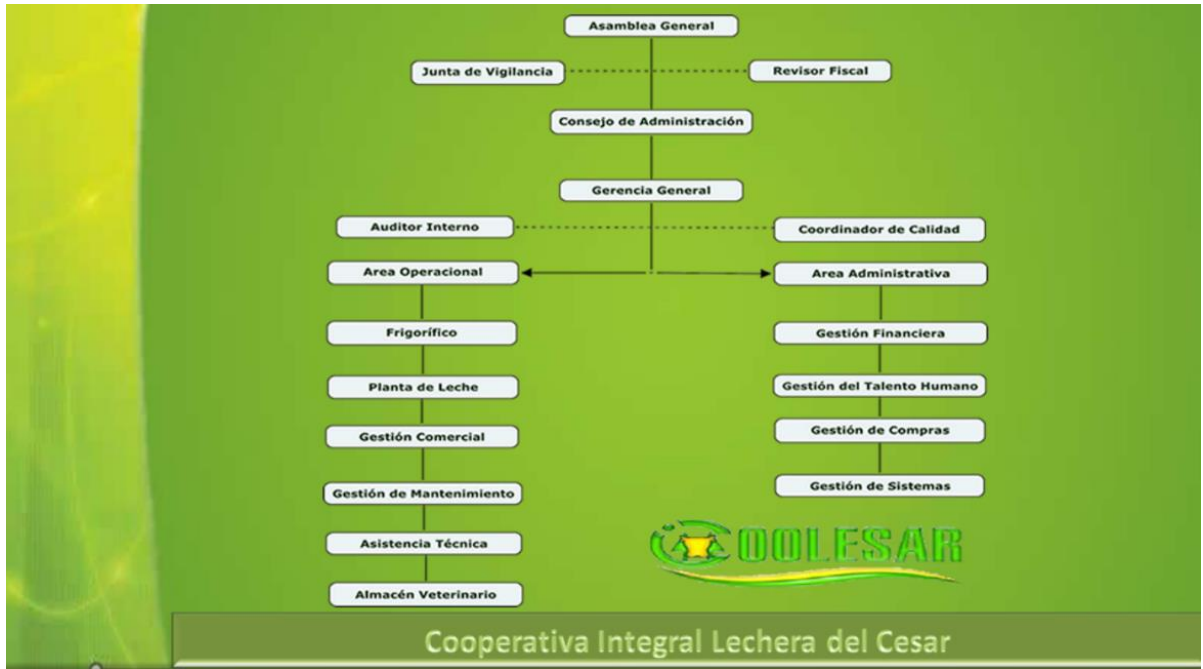 Asamblea General
Junta de Vigilancia
Revisor Fiscal
Consejo de Administración
Gerencia General
Auditor Interno
Coordinador de Calidad
Area Operacional
Area Administrativa
Frigorífico
Gestión Financiera
Planta de Leche
Gestión del Talento Humano
Gestión Comercial
Gestión de Compras
Gestión de Mantenimiento
Gestión de Sistemas
Asistencia Técnica
Almacén Veterinario
COOLESAR
Cooperativa Integral Lechera del Cesar